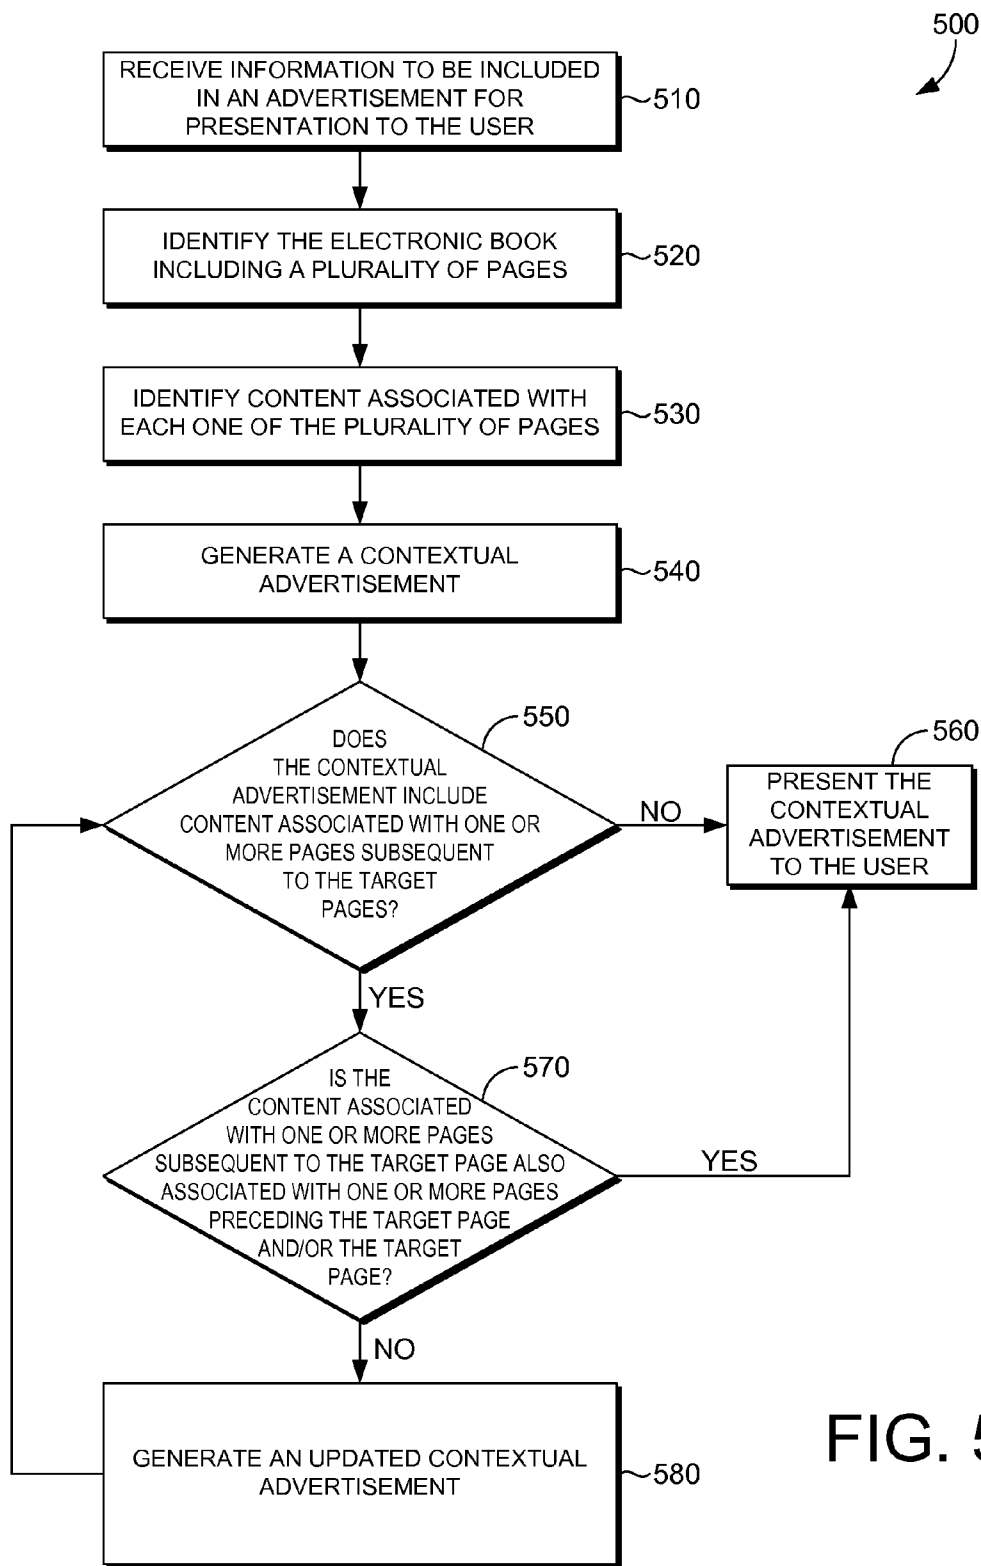 500
RECEIVE INFORMATION TO BE INCLUDED
IN AN ADVERTISEMENT FOR
PRESENTATION TO THE USER
510
IDENTIFY THE ELECTRONIC BOOK
INCLUDING A PLURALITY OF PAGES
520
IDENTIFY CONTENT ASSOCIATED WITH
EACH ONE OF THE PLURALITY OF PAGES
530
GENERATE A CONTEXTUAL
ADVERTISEMENT
540
DOES
THE CONTEXTUAL
ADVERTISEMENT INCLUDE
CONTENT ASSOCIATED WITH ONE OR
MORE PAGES SUBSEQUENT
TO THE TARGET
PAGES?
550
NO
560
PRESENT THE
CONTEXTUAL
ADVERTISEMENT
TO THE USER
YES
IS THE
CONTENT ASSOCIATED
WITH ONE OR MORE PAGES
SUBSEQUENT TO THE TARGET PAGE ALSO
ASSOCIATED WITH ONE OR MORE PAGES
PRECEDING THE TARGET PAGE
AND/OR THE TARGET
PAGE?
570
YES
NO
GENERATE AN UPDATED CONTEXTUAL
ADVERTISEMENT
580
FIG. 5